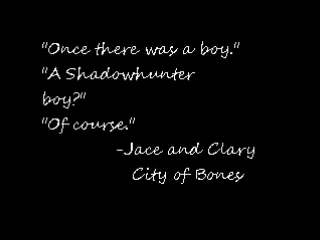 "Once there was a boy."
"A Shadowhunter
boy?"
"Of course."
-Jace and Clary
City of Bones